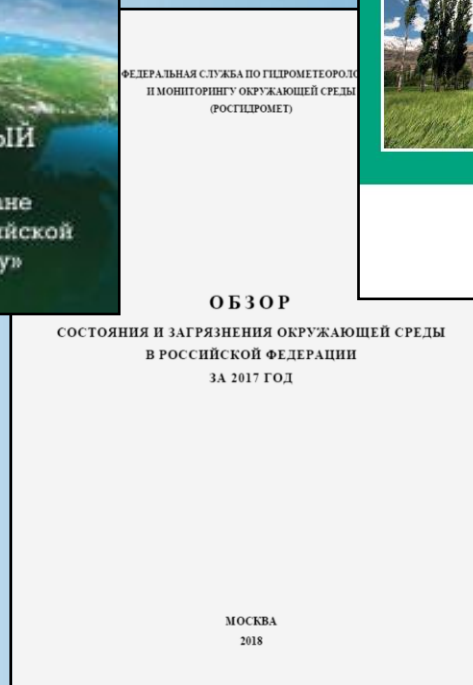 ый
ане
ийской
у»
ФЕДЕРАЛЬНАЯ СЛУЖБА ПО ГИДРОМЕТЕОРОЛО
И МОНИТОРИНГУ ОКРУЖАЮЩЕЙ СРЕДЫ
(РОСГИДРОМЕТ)
ОБЗОР
СОСТОЯНИЯ И ЗАГРЯЗНЕНИЯ ОКРУЖАЮЩЕЙ СРЕДЫ
В РОССИЙСКОЙ ФЕДЕРАЦИИ
ЗА 2017 ГОД
МОСКВА
2018